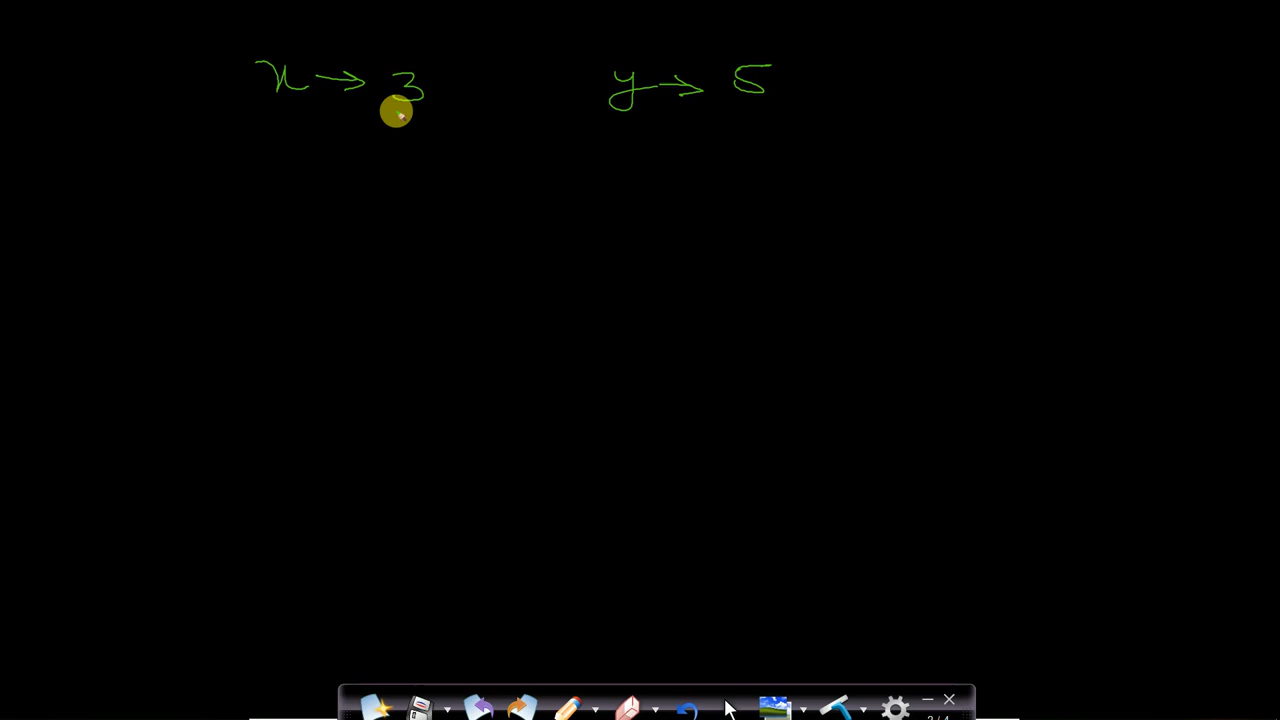 x → 3 y → 5